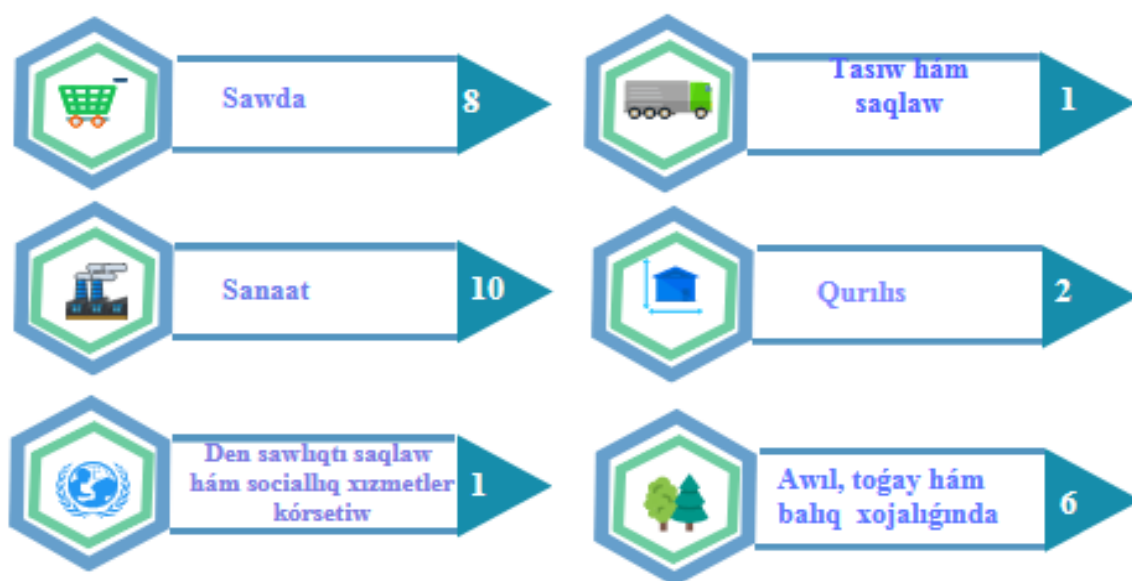 Sawda
8
Tasıw hám
saqlaw
1
Sanaat
10
Qurılıs
2
Den sawlıqtı saqlaw
hám sociallıq xızmetler
kórsetiw
1
Awıl, toǵay hám
balıq xojalıǵında
6